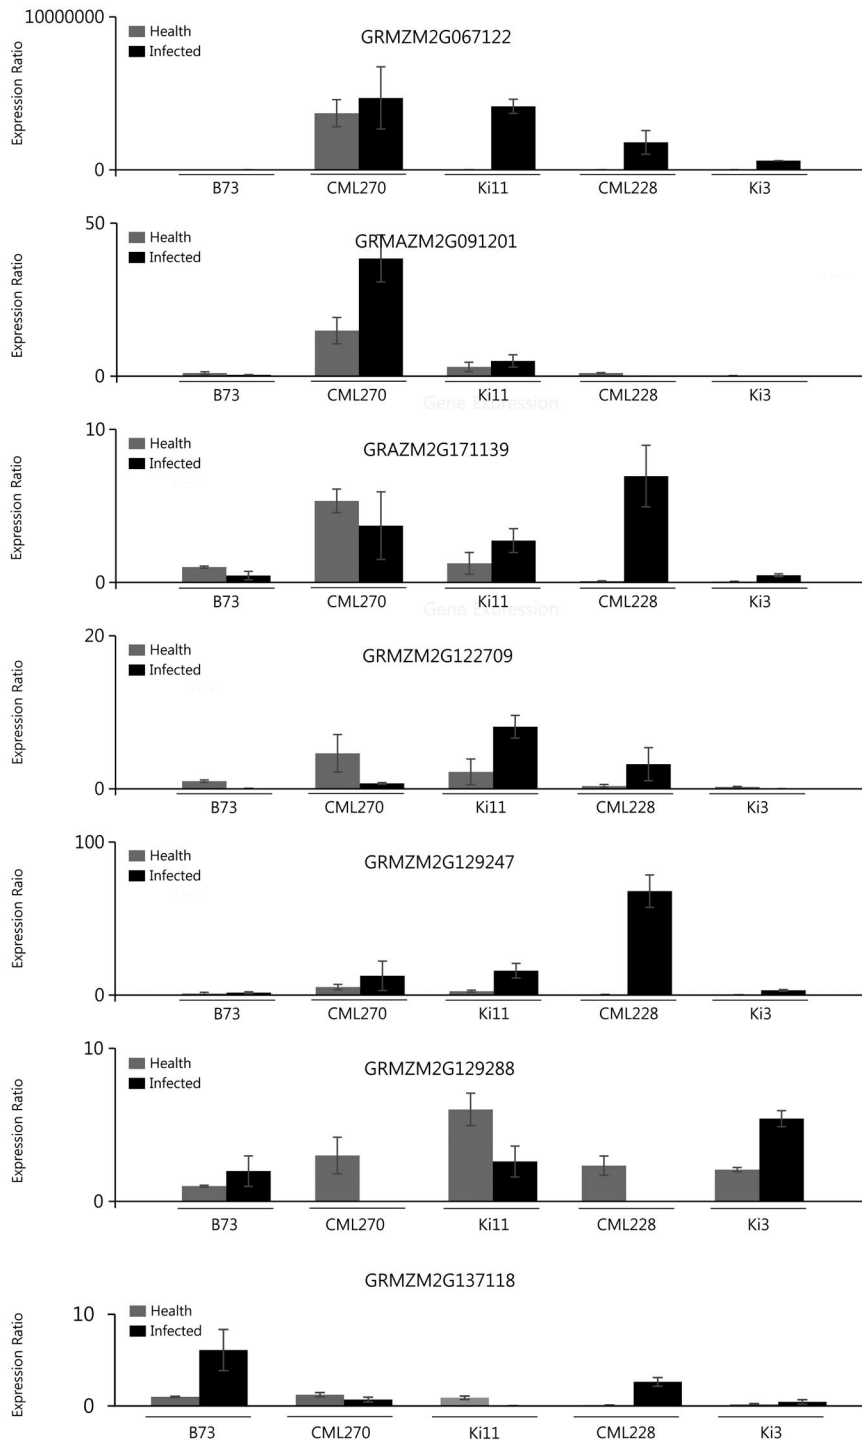 10000000
Health
Infected
GRMZM2G067122
Expression Ratio
0
B73 CML270 Ki11 CML228 Ki3
50
Health
Infected
GRMAZM2G091201
Expression Ratio
0
B73 CML270 Ki11 CML228 Ki3
Gene Expression
10
Health
Infected
GRAZM2G171139
Expression Ratio
0
B73 CML270 Ki11 CML228 Ki3
Gene Expression
20
Health
Infected
GRMZM2G122709
Expression Ratio
0
B73 CML270 Ki11 CML228 Ki3
100
Health
Infected
GRMZM2G129247
Expression Raio
0
B73 CML270 Ki11 CML228 Ki3
10
Health
Infected
GRMZM2G129288
Expression Ratio
0
B73 CML270 Ki11 CML228 Ki3
GRMZM2G137118
10
Health
Infected
Expression Ratio
0
B73 CML270 Ki11 CML228 Ki3